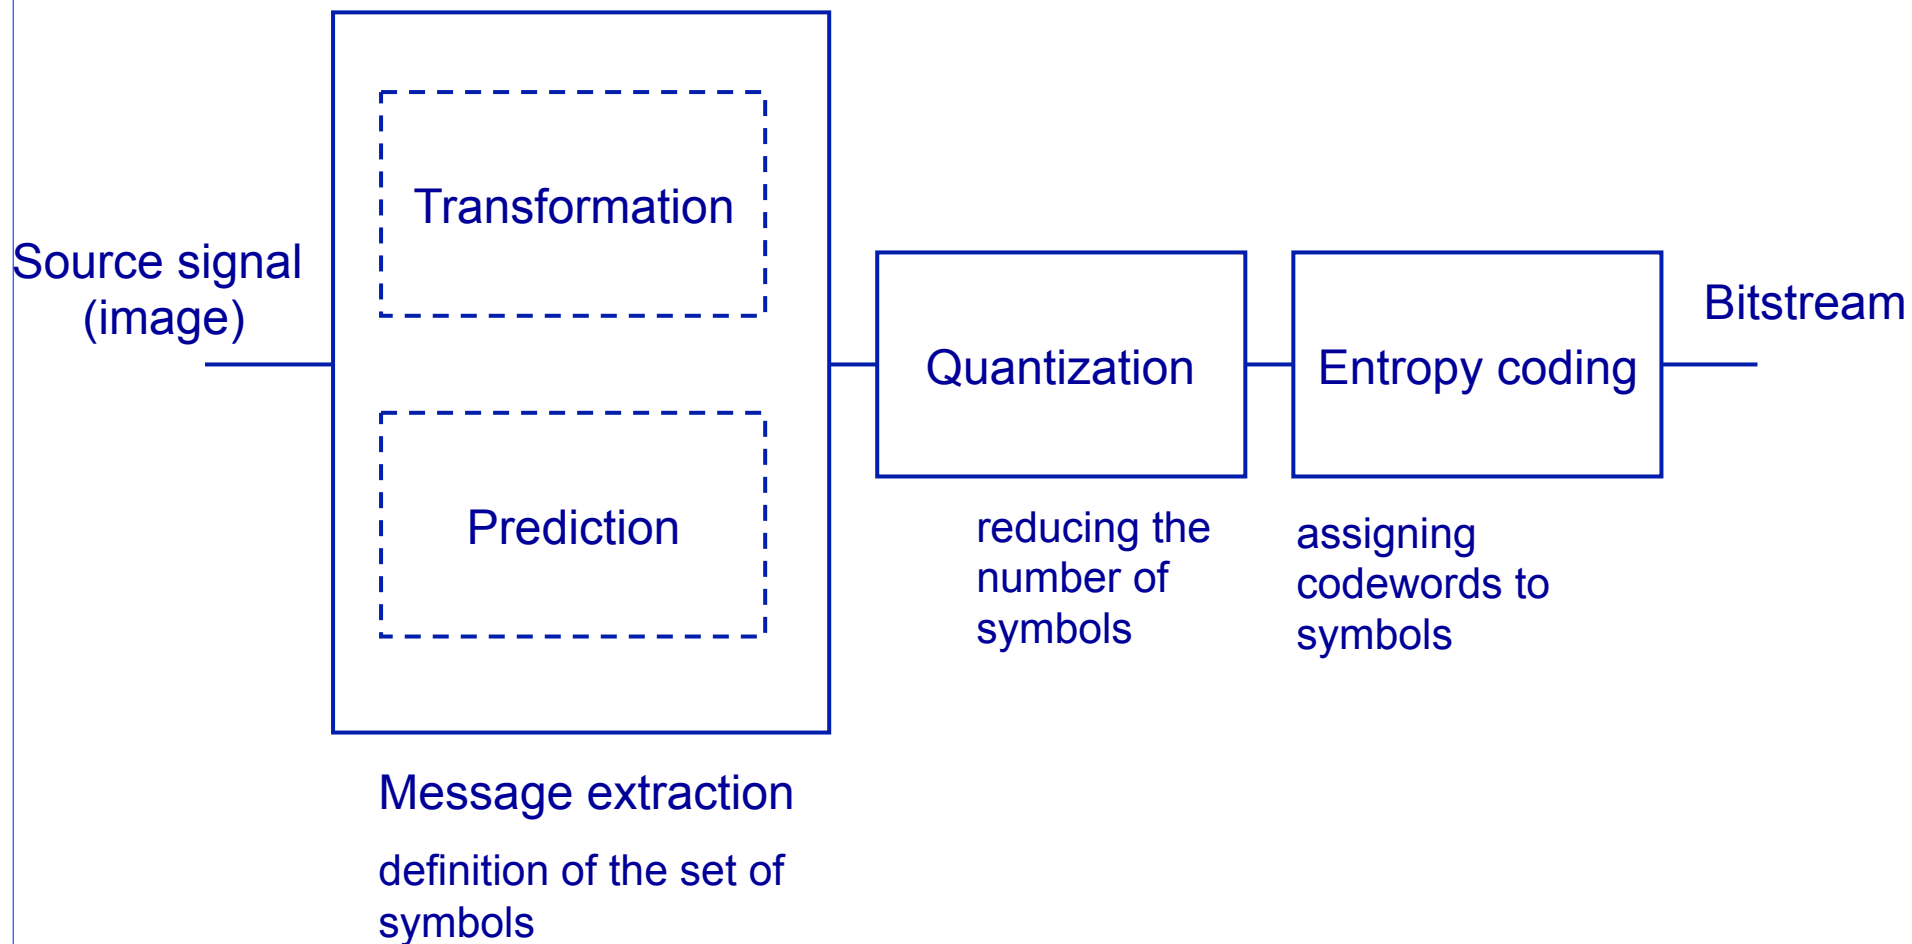 Source signal
(image)
Transformation
Prediction
Message extraction
definition of the set of
symbols
Quantization
reducing the
number of
symbols
Entropy coding
assigning
codewords to
symbols
Bitstream